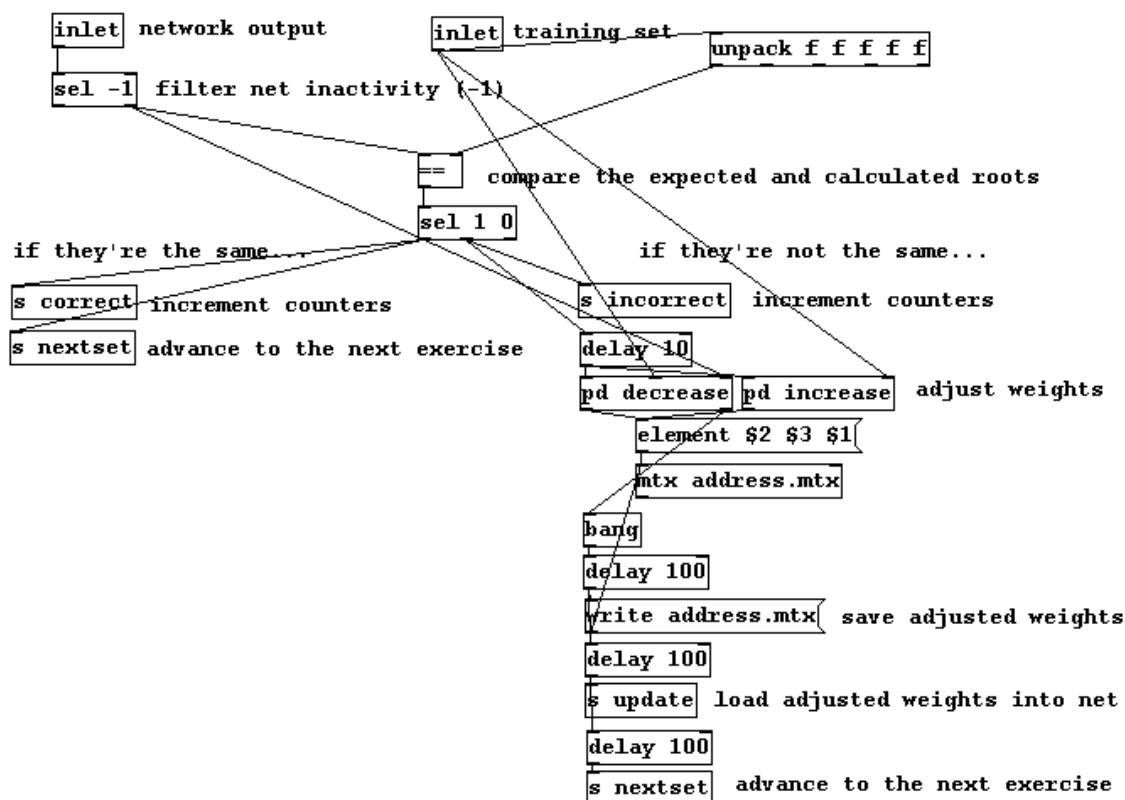 inlet network output
inlet training set
unpack f f f f f
sel -1 filter net inactivity (-1)
== compare the expected and calculated roots
sel 1 0
if they're the same...
if they're not the same...
s correct increment counters
s incorrect increment counters
s nextset advance to the next exercise
delay 10
pd decrease pd increase adjust weights
element $2 $3 $1
mtx address.mtx
bang
delay 100
write address.mtx save adjusted weights
delay 100
s update load adjusted weights into net
delay 100
s nextset advance to the next exercise